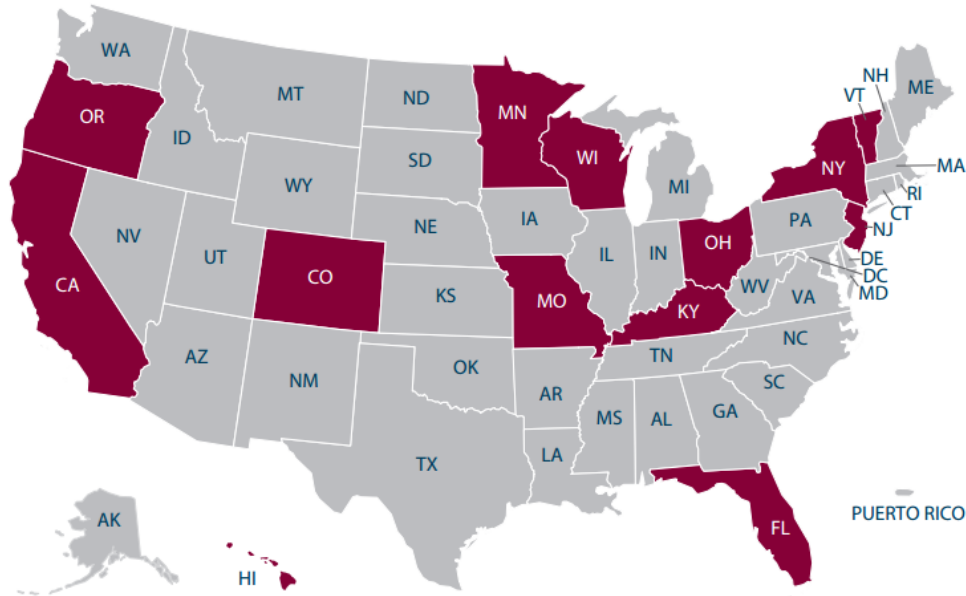 WA
NH
VT
ME
MT
ND
OR
MN
ID
WI
NY
MA
SD
WY
MI
RI
CT
IA
PA
NJ
NE
NV
OH
IL
IN
UT
DE
DC
CO
CA
WV
MD
KS
MO
VA
KY
NC
AZ
TN
OK
NM
SC
AR
GA
MS
AL
LA
TX
PUERTO RICO
AK
FL
HI